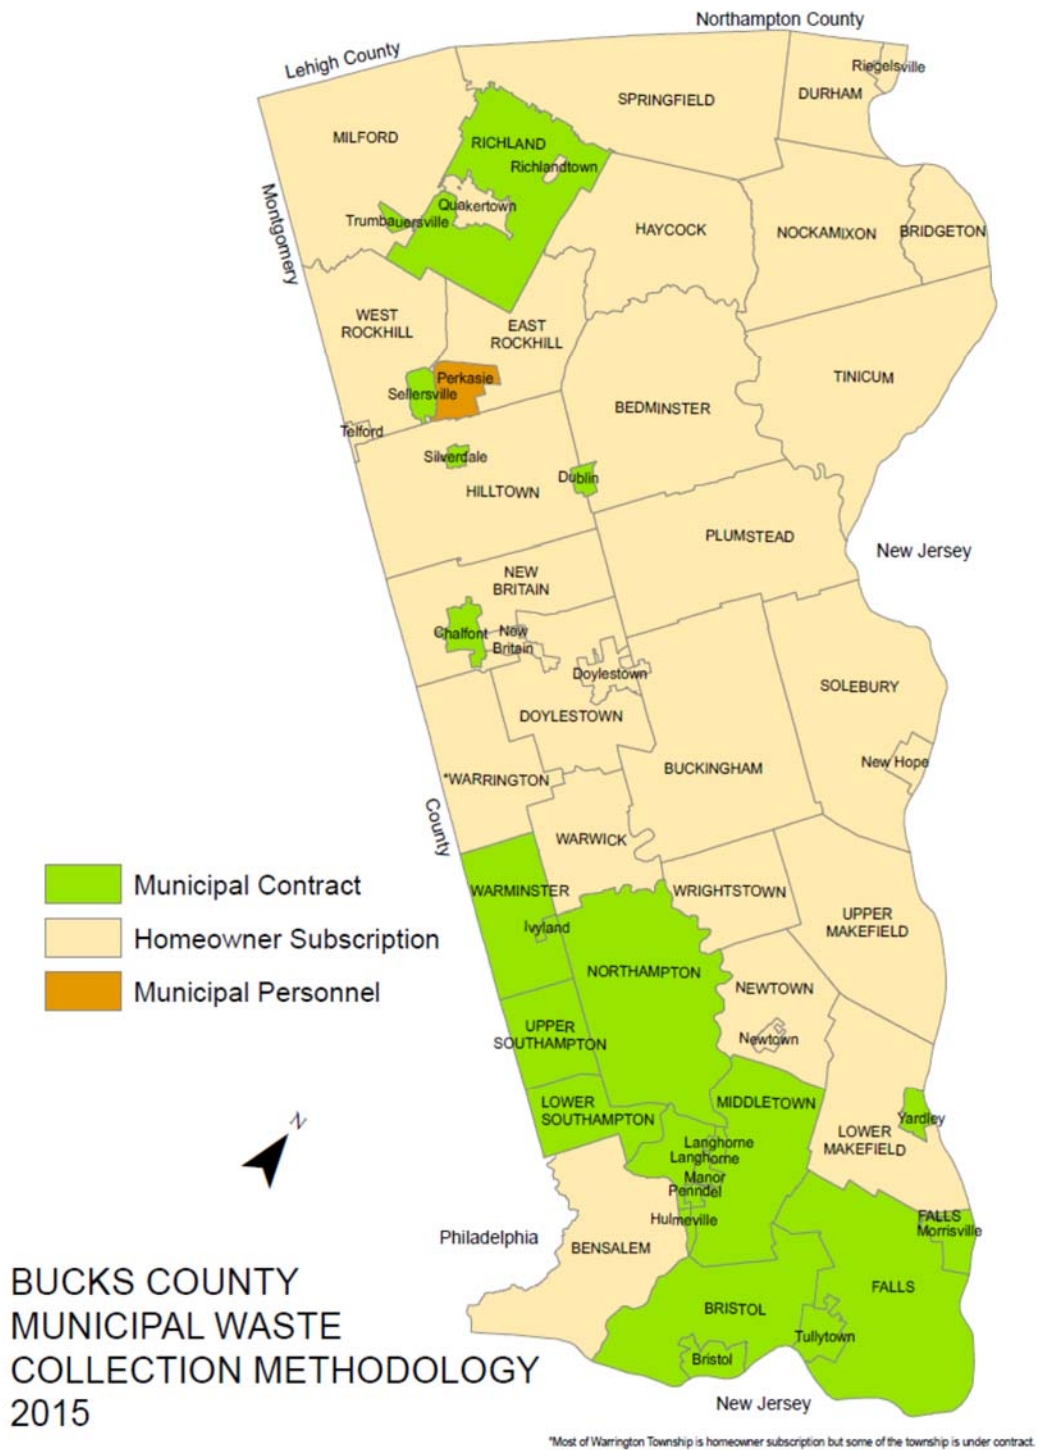 Northampton County
Lehigh County
Riegelsville
DURHAM
SPRINGFIELD
MILFORD
RICHLAND
Richlandtown
Montgomery
Quakertown
Trumbauersville
HAYCOCK
NOCKAMIXON
BRIDGETON
WEST
ROCKHILL
EAST
ROCKHILL
Perkasie
Sellersville
TINICUM
BEDMINSTER
Telford
Silverdale
Dublin
HILLTOWN
PLUMSTEAD
New Jersey
NEW
BRITAIN
Chalfont
New
Britain
Doylestown
SOLEBURY
DOYLESTOWN
New Hope
BUCKINGHAM
*WARRINGTON
County
WARWICK
WARMINSTER
WRIGHTSTOWN
UPPER
MAKEFIELD
Ivyland
NORTHAMPTON
NEWTOWN
Newtown
UPPER
SOUTHAMPTON
LOWER
SOUTHAMPTON
MIDDLETOWN
Yardley
LOWER
MAKEFIELD
Langhorne
Langhorne
Manor
Penndel
Hulmeville
FALLS
Morrisville
Philadelphia
BENSALEM
FALLS
BRISTOL
Tullytown
Bristol
New Jersey
Municipal Contract
Homeowner Subscription
Municipal Personnel
N
BUCKS COUNTY
MUNICIPAL WASTE
COLLECTION METHODOLOGY
2015
*Most of Warrington Township is homeowner subscription but some of the township is under contract.